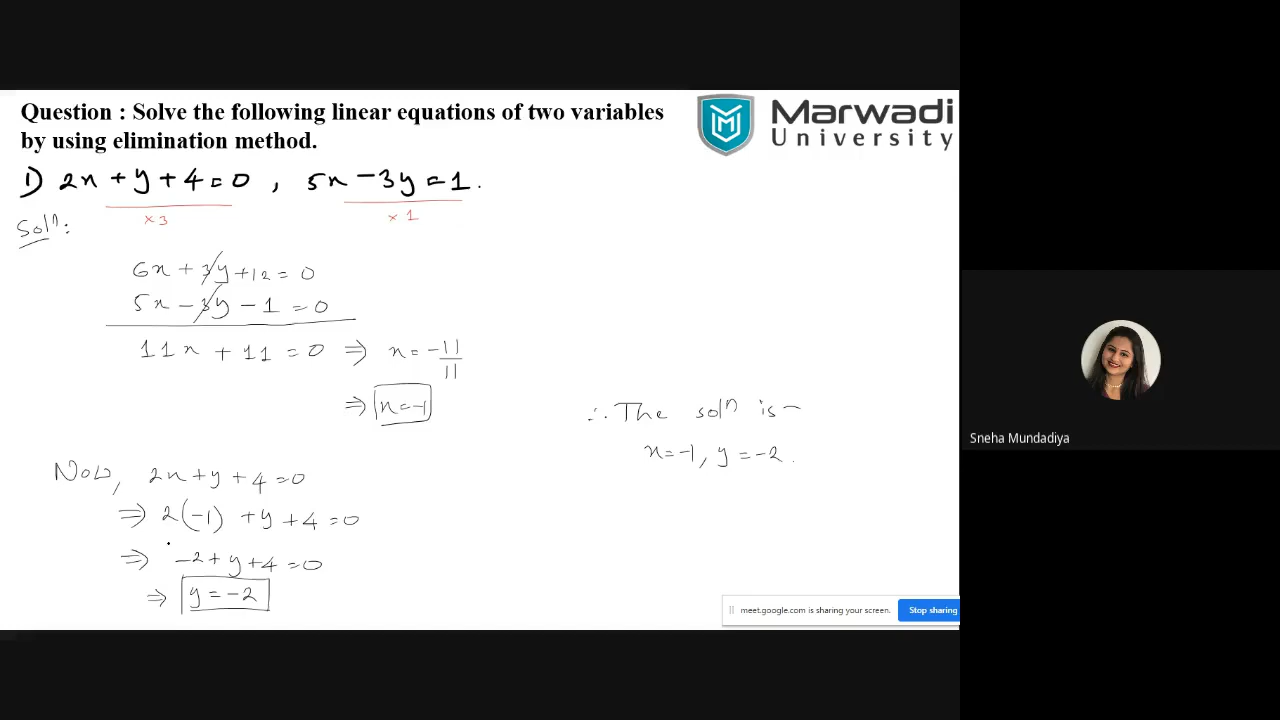 Question : Solve the following linear equations of two variables
by using elimination method.
Marwadi
University
1) 2x + y + 4 = 0 , 5x - 3y = 1 .
x 3 x 1
Solⁿ:
6x + 3y + 12 = 0
5x - 3y - 1 = 0
11x + 11 = 0 ⇒ x = -11/11
⇒ x = -1
Now, 2x + y + 4 = 0
⇒ 2(-1) + y + 4 = 0
⇒ -2 + y + 4 = 0
⇒ y = -2
∴ The solⁿ is -
x = -1, y = -2 .
meet.google.com is sharing your screen. Stop sharing
Sneha Mundadiya